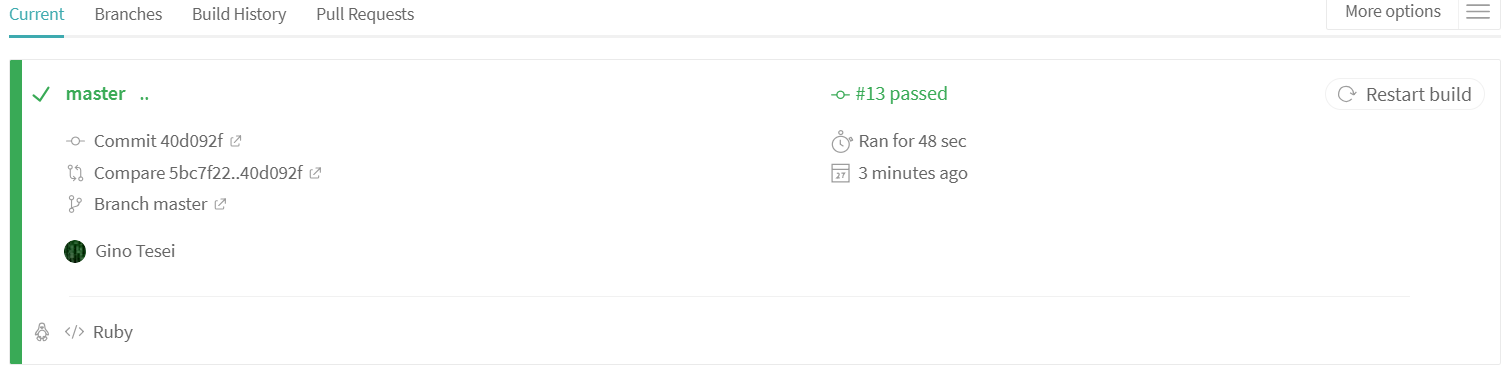 Current Branches Build History Pull Requests More options
master .. #13 passed Restart build
Commit 40d092f Ran for 48 sec
Compare 5bc7f22..40d092f 3 minutes ago
27
Branch master
Gino Tesei
</> Ruby